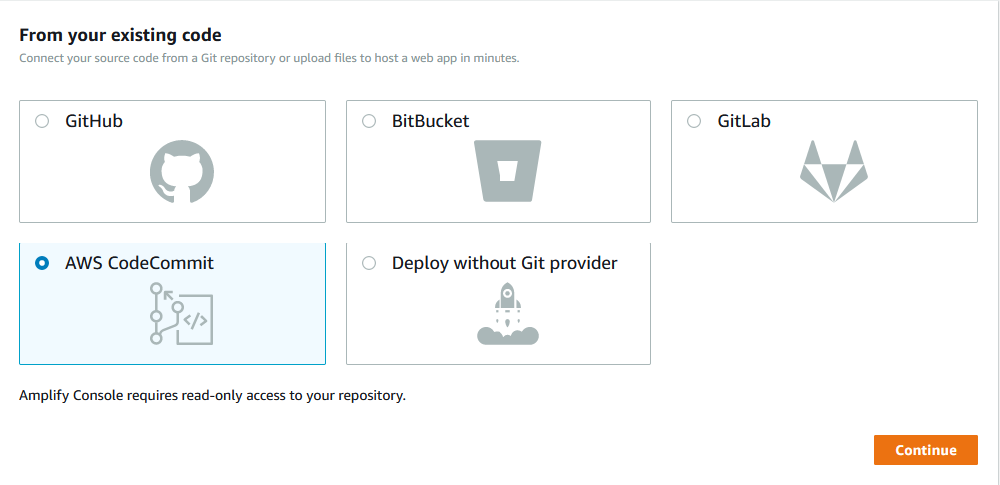 From your existing code
Connect your source code from a Git repository or upload files to host a web app in minutes.
GitHub
BitBucket
GitLab
AWS CodeCommit
Deploy without Git provider
Amplify Console requires read-only access to your repository.
Continue